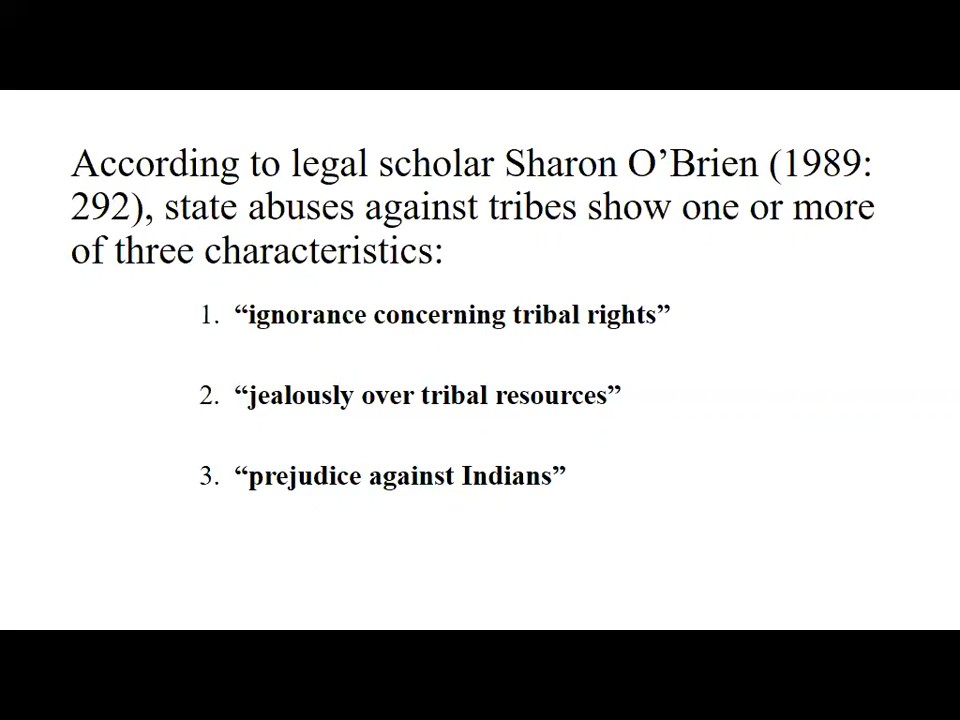 According to legal scholar Sharon O’Brien (1989:
292), state abuses against tribes show one or more
of three characteristics:
1. “ignorance concerning tribal rights”
2. “jealously over tribal resources”
3. “prejudice against Indians”